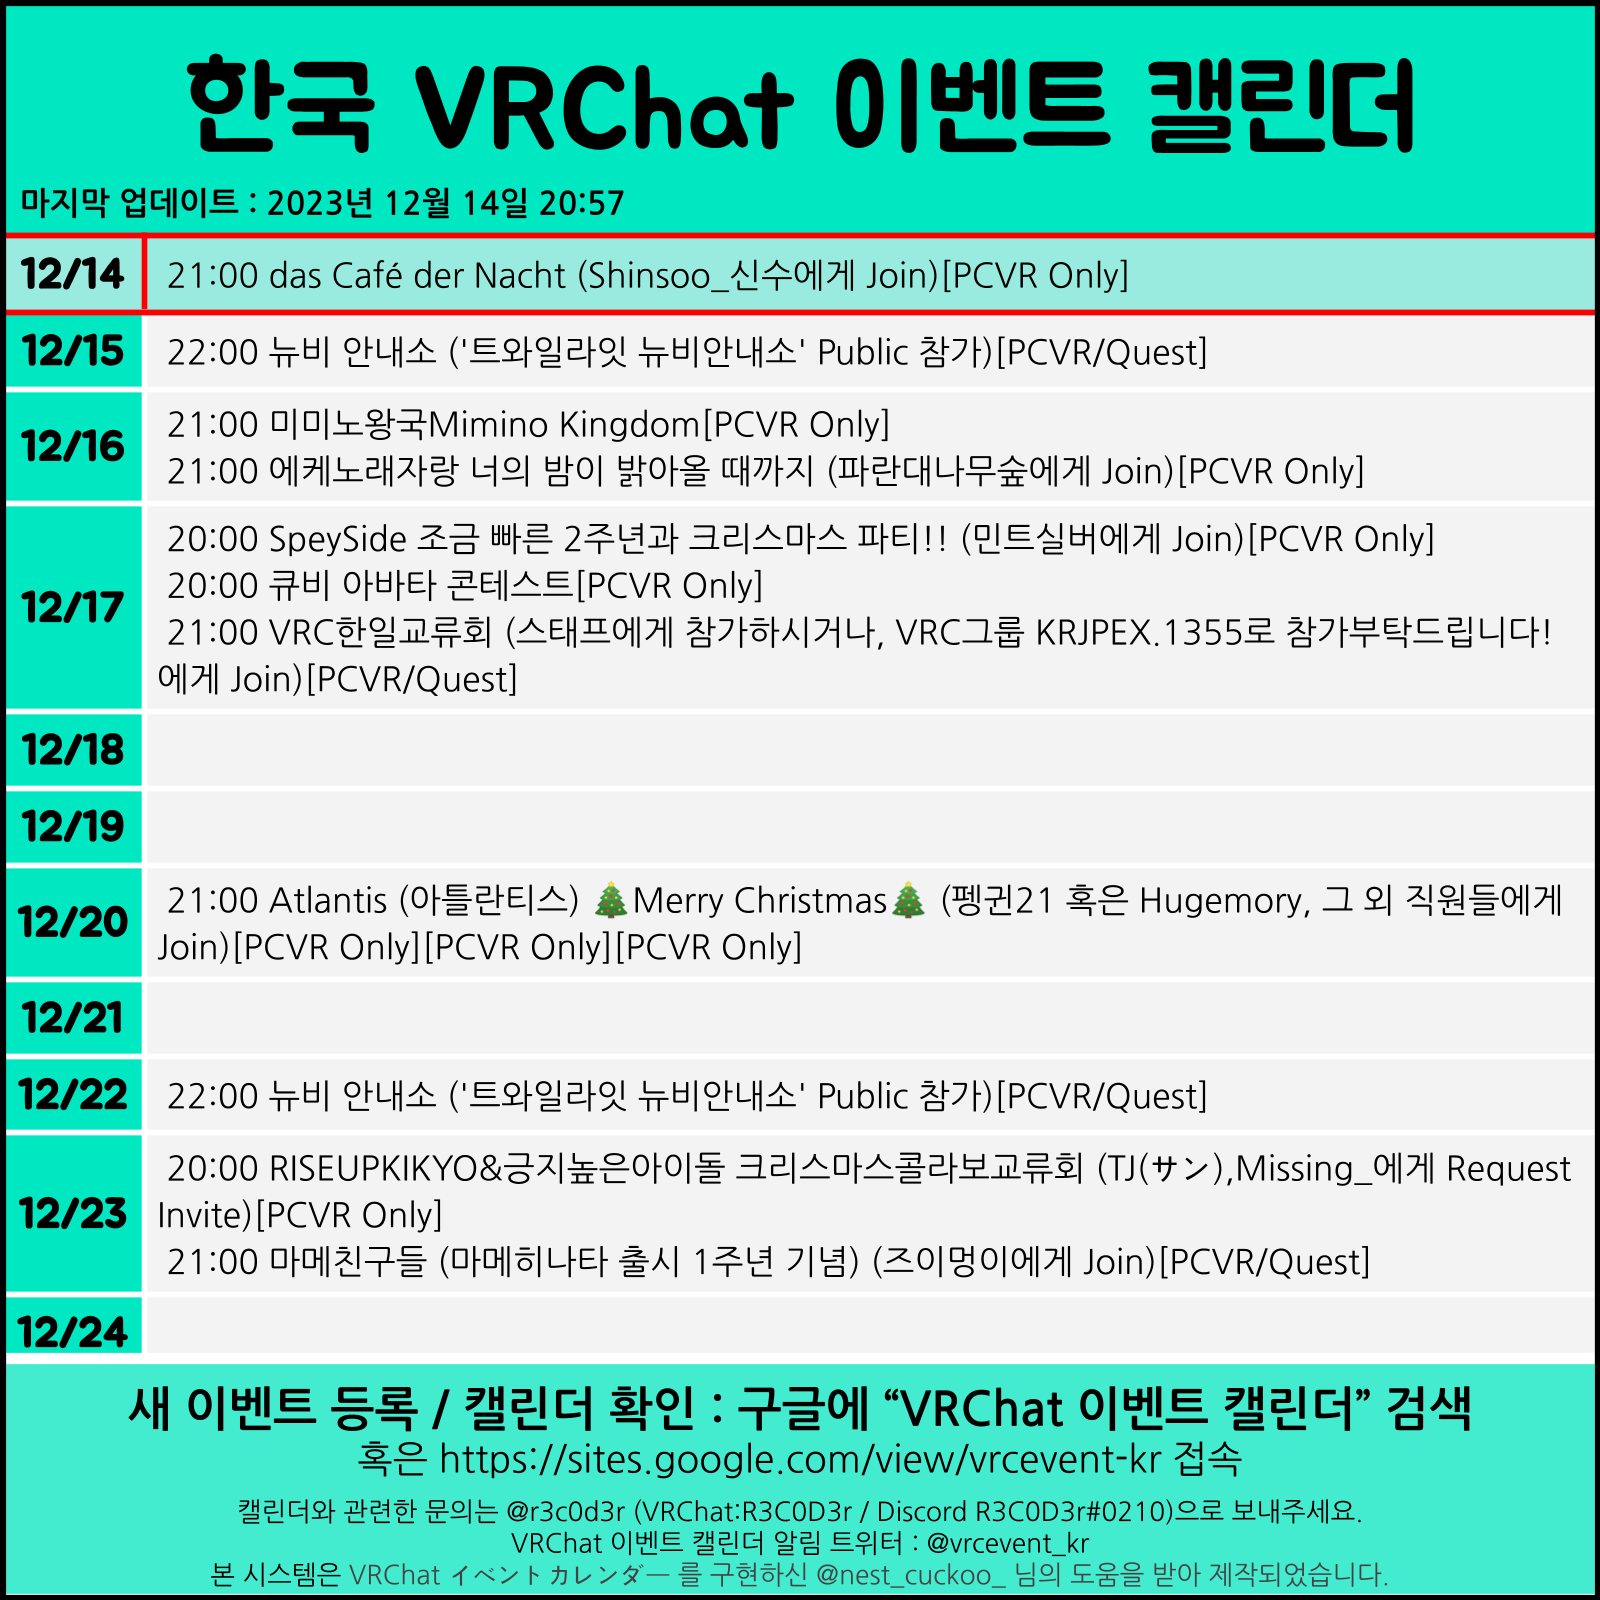 한국 VRChat 이벤트 캘린더
마지막 업데이트 : 2023년 12월 14일 20:57
12/14
21:00 das Café der Nacht (Shinsoo_신수에게 Join)[PCVR Only]
12/15
22:00 뉴비 안내소 ('트와일라잇 뉴비안내소' Public 참가)[PCVR/Quest]
12/16
21:00 미미노왕국Mimino Kingdom[PCVR Only]
21:00 에케노래자랑 너의 밤이 밝아올 때까지 (파란대나무숲에게 Join)[PCVR Only]
12/17
20:00 SpeySide 조금 빠른 2주년과 크리스마스 파티!! (민트실버에게 Join)[PCVR Only]
20:00 큐비 아바타 콘테스트[PCVR Only]
21:00 VRC한일교류회 (스태프에게 참가하시거나, VRC그룹 KRJPEX.1355로 참가부탁드립니다!
에게 Join)[PCVR/Quest]
12/18
12/19
12/20
21:00 Atlantis (아틀란티스) 🎄Merry Christmas🎄 (펭귄21 혹은 Hugemory, 그 외 직원들에게
Join)[PCVR Only][PCVR Only][PCVR Only]
12/21
12/22
22:00 뉴비 안내소 ('트와일라잇 뉴비안내소' Public 참가)[PCVR/Quest]
12/23
20:00 RISEUPKIKYO&긍지높은아이돌 크리스마스콜라보교류회 (TJ(サン),Missing_에게 Request
Invite)[PCVR Only]
21:00 마메친구들 (마메히나타 출시 1주년 기념) (즈이멍이에게 Join)[PCVR/Quest]
12/24
새 이벤트 등록 / 캘린더 확인 : 구글에 “VRChat 이벤트 캘린더” 검색
혹은 https://sites.google.com/view/vrcevent-kr 접속
캘린더와 관련한 문의는 @r3c0d3r (VRChat:R3C0D3r / Discord R3C0D3r#0210)으로 보내주세요.
VRChat 이벤트 캘린더 알림 트위터 : @vrcevent_kr
본 시스템은 VRChat イベントカレンダー 를 구현하신 @nest_cuckoo_ 님의 도움을 받아 제작되었습니다.